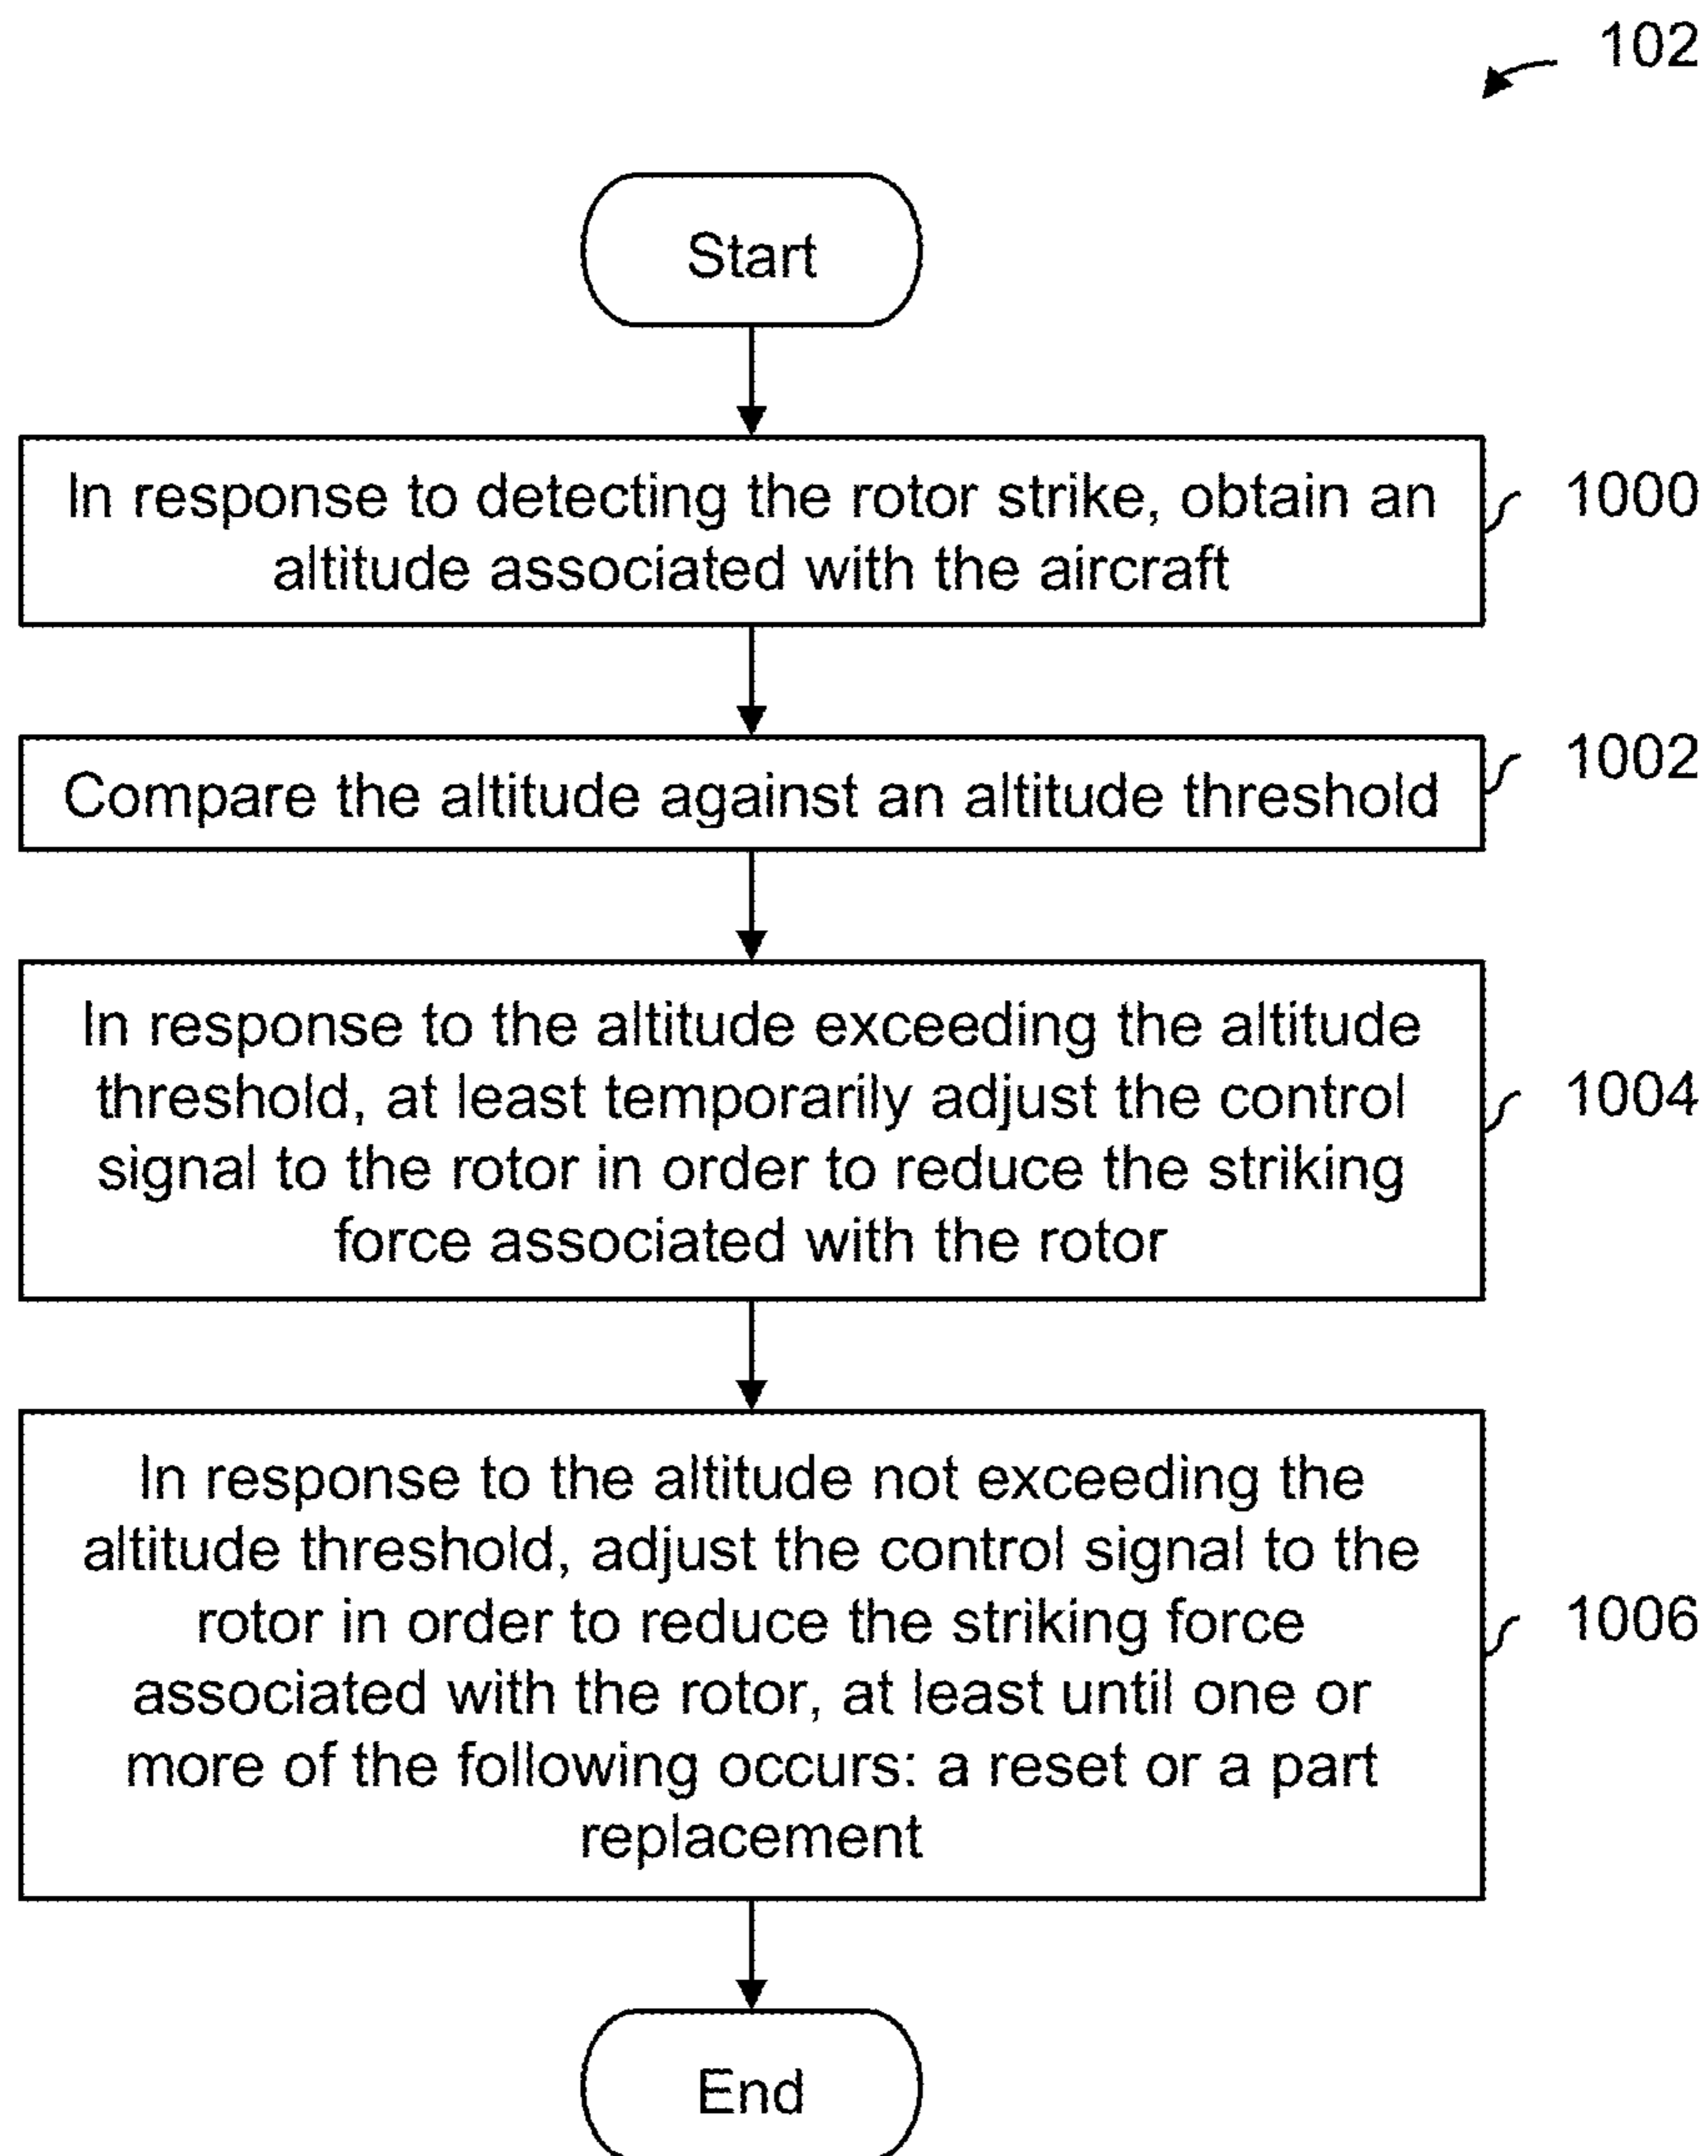 102
Start
In response to detecting the rotor strike, obtain an
altitude associated with the aircraft
1000
Compare the altitude against an altitude threshold
1002
In response to the altitude exceeding the altitude
threshold, at least temporarily adjust the control
signal to the rotor in order to reduce the striking
force associated with the rotor
1004
In response to the altitude not exceeding the
altitude threshold, adjust the control signal to the
rotor in order to reduce the striking force
associated with the rotor, at least until one or
more of the following occurs: a reset or a part
replacement
1006
End